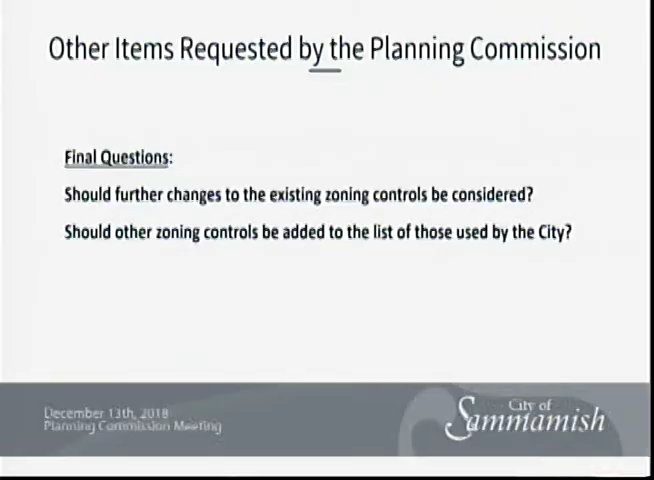 Other Items Requested by the Planning Commission
Final Questions:
Should further changes to the existing zoning controls be considered?
Should other zoning controls be added to the list of those used by the City?
December 13th, 2018
Planning Commission Meeting
City of
Sammamish